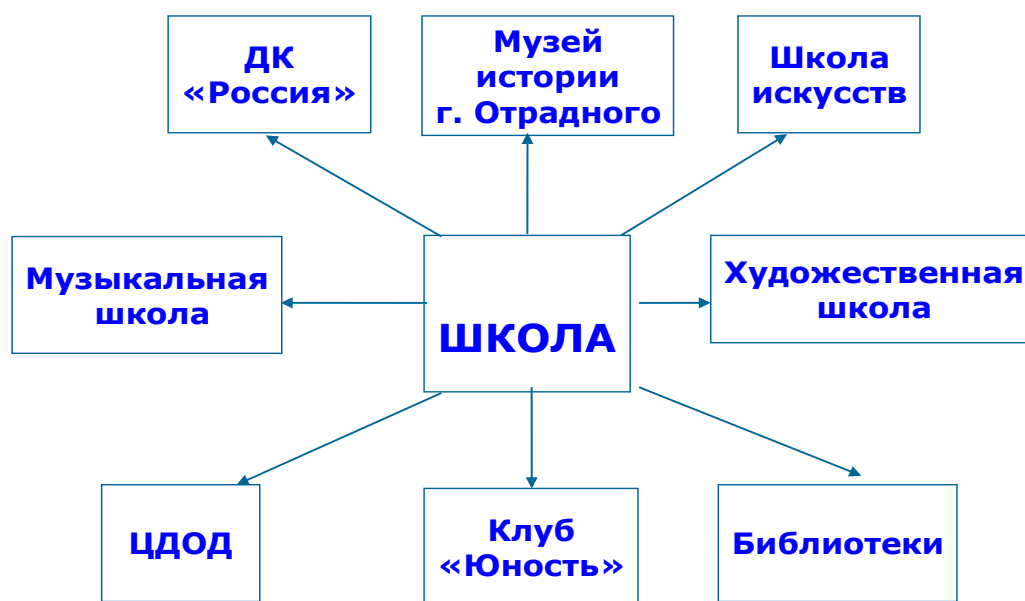 ДК
«Россия»
Музей
истории
г. Отрадного
Школа
искусств
Музыкальная
школа
ШКОЛА
Художественная
школа
ЦДОД
Клуб
«Юность»
Библиотеки